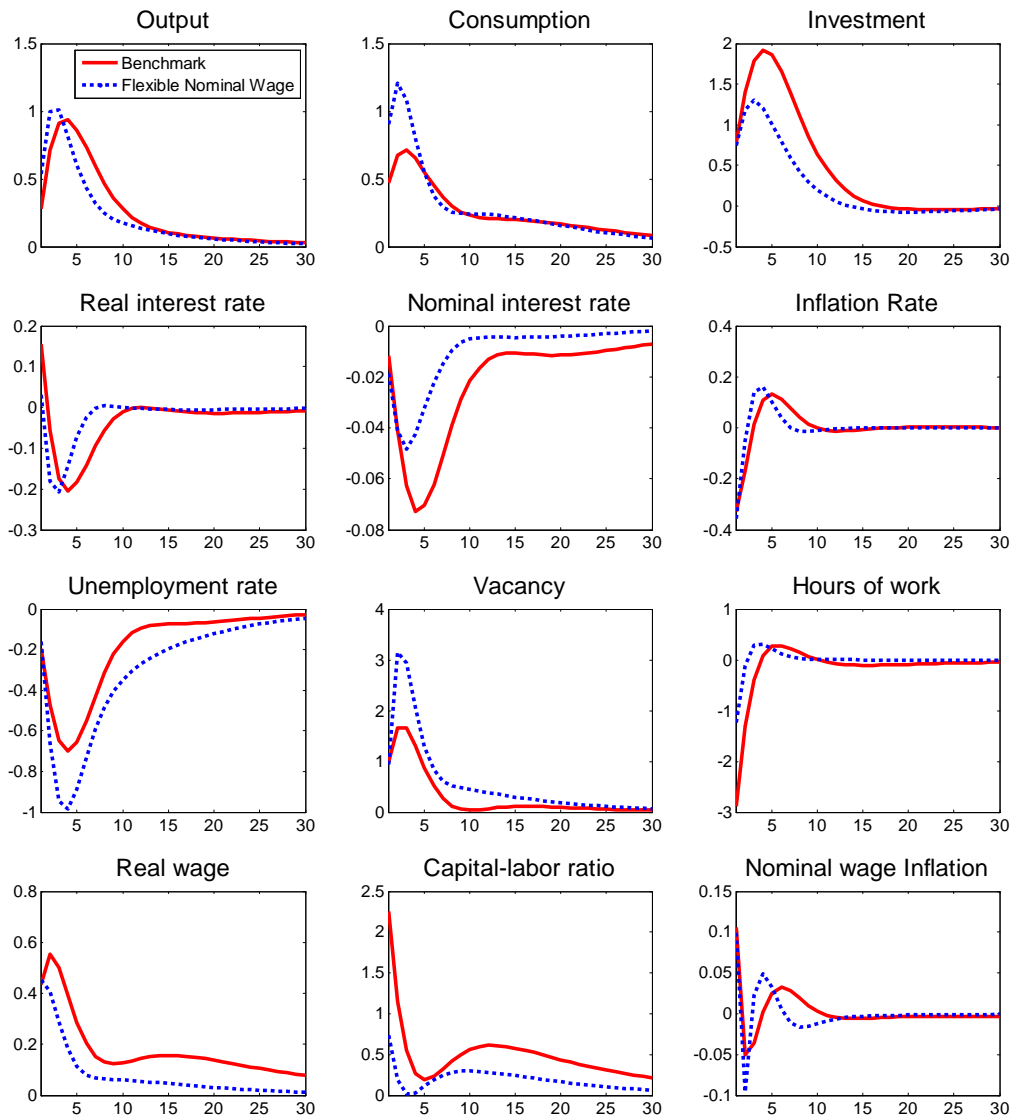 Output
Consumption
Investment
1.5
1
0.5
0
Benchmark
Flexible Nominal Wage
5 10 15 20 25 30
1.5
1
0.5
0
5 10 15 20 25 30
2
1.5
1
0.5
0
-0.5
5 10 15 20 25 30
Real interest rate
Nominal interest rate
Inflation Rate
0.2
0.1
0
-0.1
-0.2
-0.3
5 10 15 20 25 30
0
-0.02
-0.04
-0.06
-0.08
5 10 15 20 25 30
0.4
0.2
0
-0.2
-0.4
5 10 15 20 25 30
Unemployment rate
Vacancy
Hours of work
0
-0.2
-0.4
-0.6
-0.8
-1
5 10 15 20 25 30
4
3
2
1
0
5 10 15 20 25 30
1
0
-1
-2
-3
5 10 15 20 25 30
Real wage
Capital-labor ratio
Nominal wage Inflation
0.8
0.6
0.4
0.2
0
5 10 15 20 25 30
2.5
2
1.5
1
0.5
0
5 10 15 20 25 30
0.15
0.1
0.05
0
-0.05
-0.1
5 10 15 20 25 30